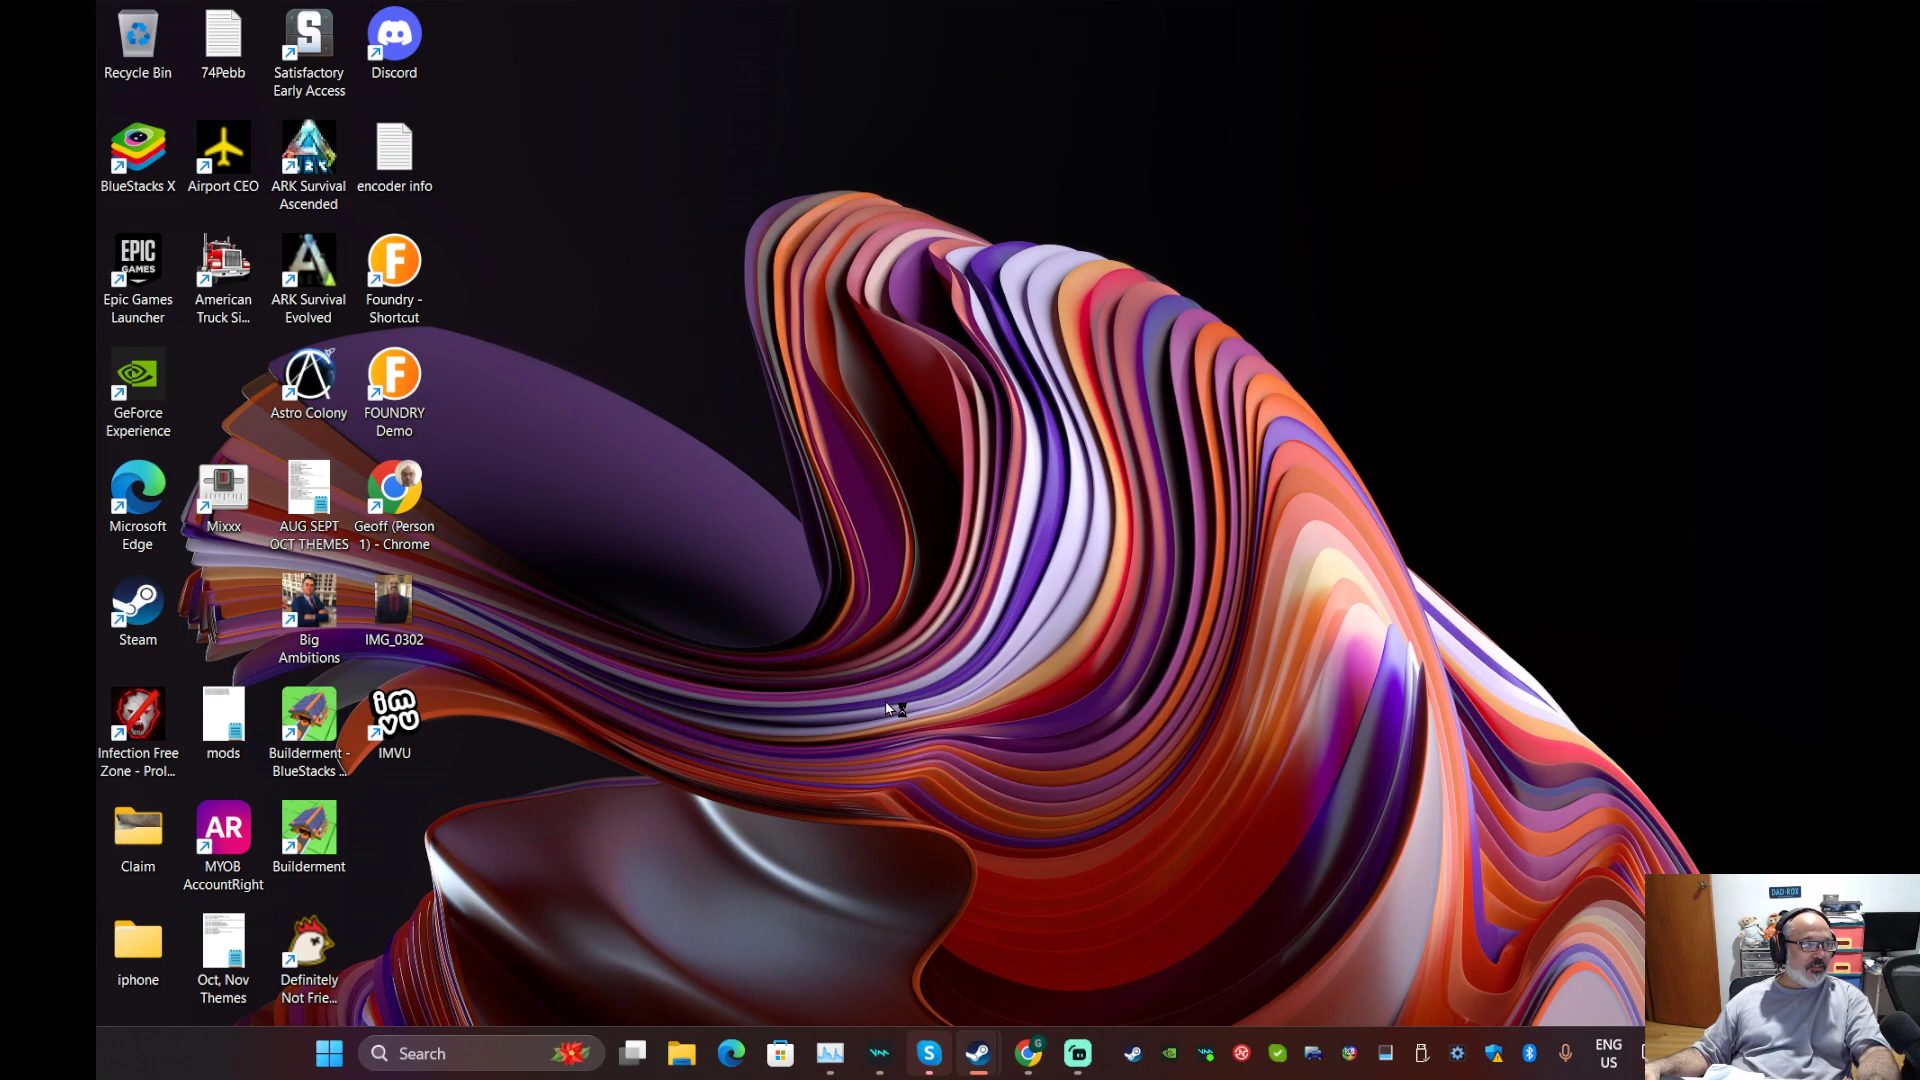 Recycle Bin
74Pebb
Satisfactory
Early Access
Discord
BlueStacks X
Airport CEO
ARK Survival
Ascended
encoder info
EPIC
GAMES
Epic Games
Launcher
American
Truck Si...
ARK Survival
Evolved
Foundry -
Shortcut
GeForce
Experience
Astro Colony
FOUNDRY
Demo
Microsoft
Edge
Mixxx
AUG SEPT
OCT THEMES
Geoff (Person
1) - Chrome
Steam
Big
Ambitions
IMG_0302
Infection Free
Zone - Prol...
mods
Builderment -
BlueStacks ...
imvu
IMVU
Claim
AR
MYOB
AccountRight
Builderment
iphone
Oct, Nov
Themes
Definitely
Not Frie...
Search
ENG
US
DAD-ROX